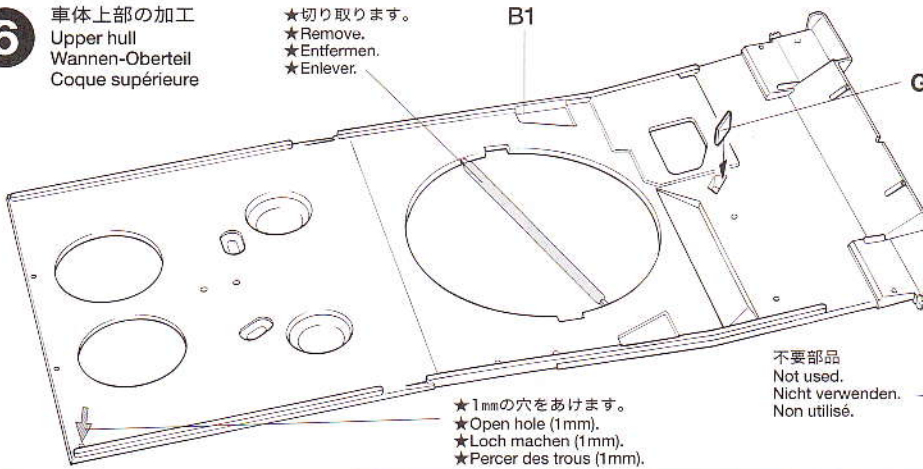 6
車体上部の加工
Upper hull
Wannen-Oberteil
Coque supérieure
★切り取ります。
★Remove.
★Entfermen.
★Enlever.
B1
G
★1mmの穴をあけます。
★Open hole (1mm).
★Loch machen (1mm).
★Percer des trous (1mm).
不要部品
Not used.
Nicht verwenden.
Non utilisé.